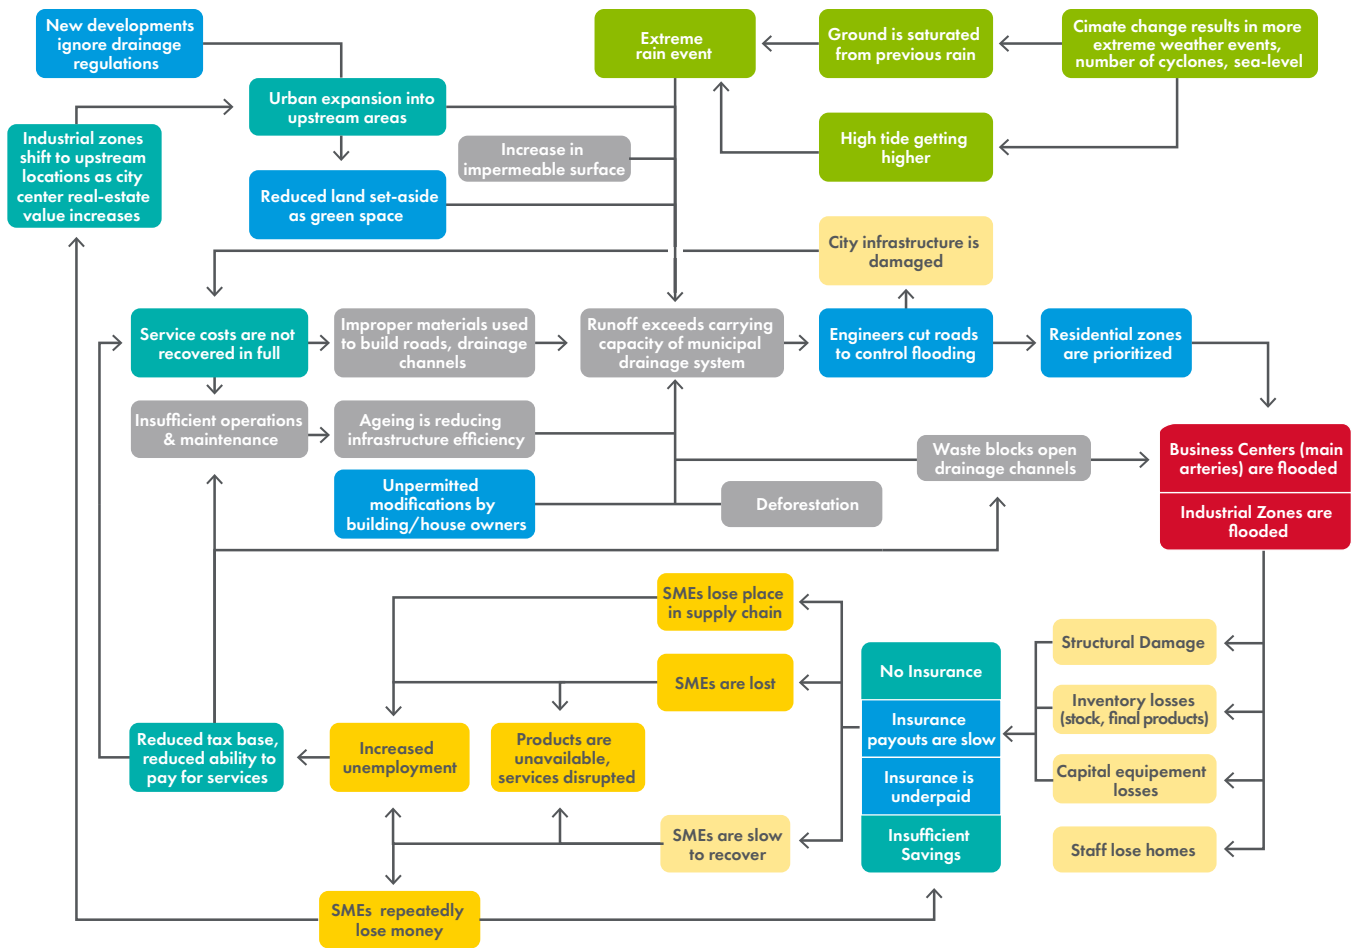 New developments
ignore drainage
regulations
Extreme
rain event
Ground is saturated
from previous rain
Cimate change results in more
extreme weather events,
number of cyclones, sea-level
Urban expansion into
upstream areas
Industrial zones
shift to upstream
locations as city
center real-estate
value increases
Increase in
impermeable surface
High tide getting
higher
Reduced land set-aside
as green space
City infrastructure is
damaged
Service costs are not
recovered in full
Improper materials used
to build roads, drainage
channels
Runoff exceeds carrying
capacity of municipal
drainage system
Engineers cut roads
to control flooding
Residential zones
are prioritized
Insufficient operations
& maintenance
Ageing is reducing
infrastructure efficiency
Waste blocks open
drainage channels
Business Centers (main
arteries) are flooded
Unpermitted
modifications by
building/house owners
Deforestation
Industrial Zones are
flooded
SMEs lose place
in supply chain
Structural Damage
No Insurance
SMEs are lost
Inventory losses
(stock, final products)
Insurance
payouts are slow
Reduced tax base,
reduced ability to
pay for services
Increased
unemployment
Products are
unavailable,
services disrupted
Insurance is
underpaid
Capital equipement
losses
SMEs are slow
to recover
Insufficient
Savings
Staff lose homes
SMEs repeatedly
lose money